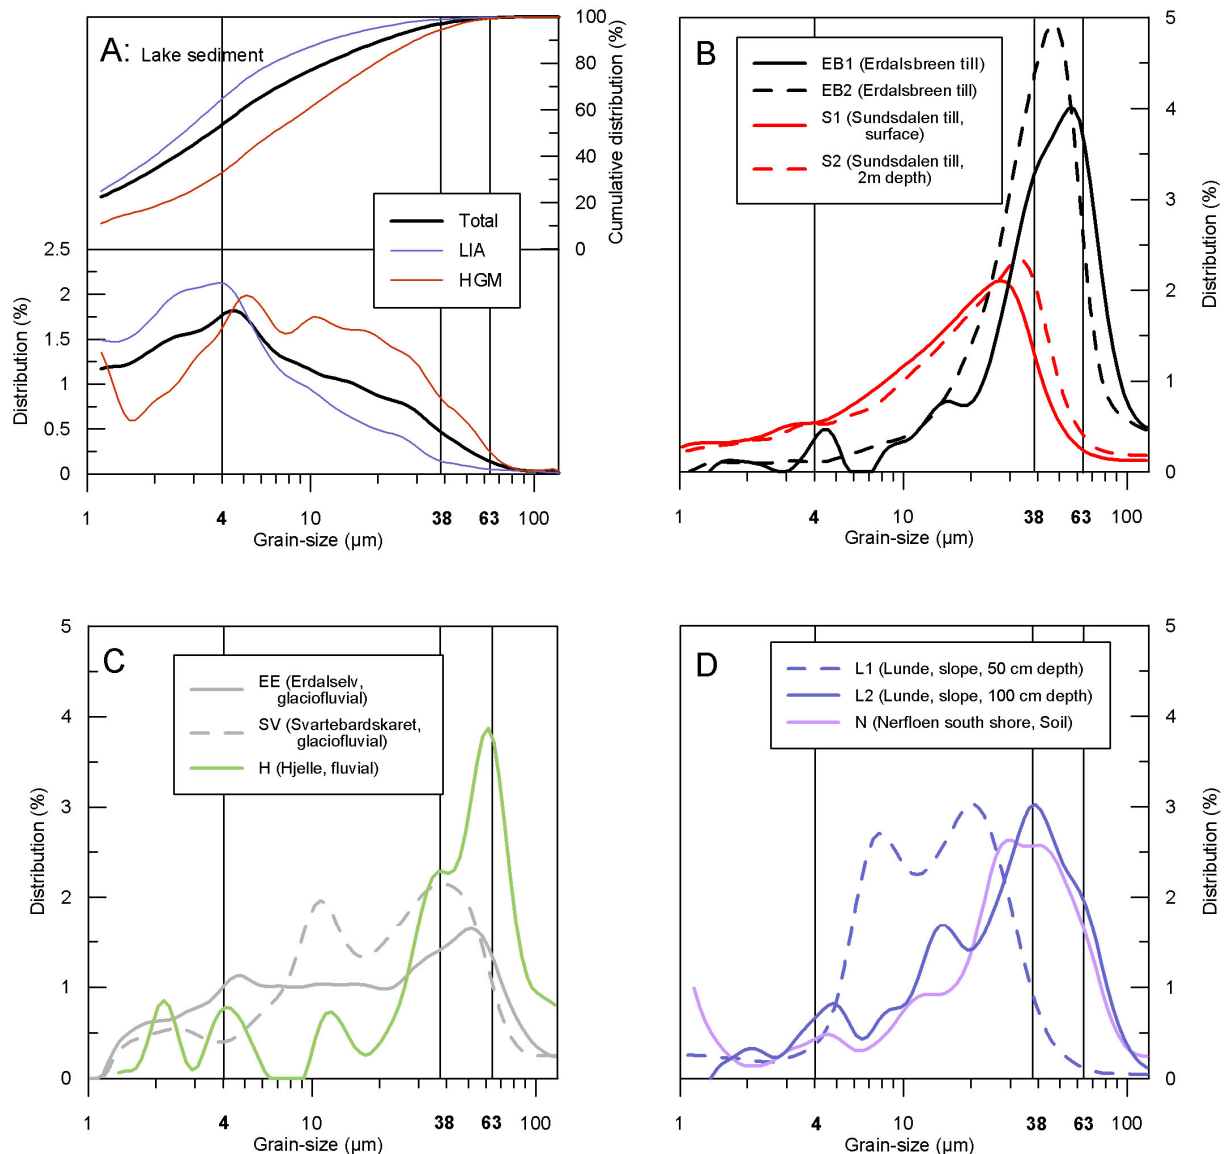 A: Lake sediment
100
80
60
40
20
0
Cumulative distribution (%)
Total
LIA
HGM
2.5
2
1.5
1
0.5
0
Distribution (%)
1
4
10
38
63
100
Grain-size (µm)
B
EB1 (Erdalsbreen till)
EB2 (Erdalsbreen till)
S1 (Sundsdalen till,
surface)
S2 (Sundsdalen till,
2m depth)
5
4
3
2
1
0
Distribution (%)
1
4
10
38
63
100
Grain-size (µm)
C
EE (Erdalselv,
glaciofluvial)
SV (Svartebardskaret,
glaciofluvial)
H (Hjelle, fluvial)
5
4
3
2
1
0
Distribution (%)
1
4
10
38
63
100
Grain-size (µm)
D
L1 (Lunde, slope, 50 cm depth)
L2 (Lunde, slope, 100 cm depth)
N (Nerfloen south shore, Soil)
5
4
3
2
1
0
Distribution (%)
1
4
10
38
63
100
Grain-size (µm)